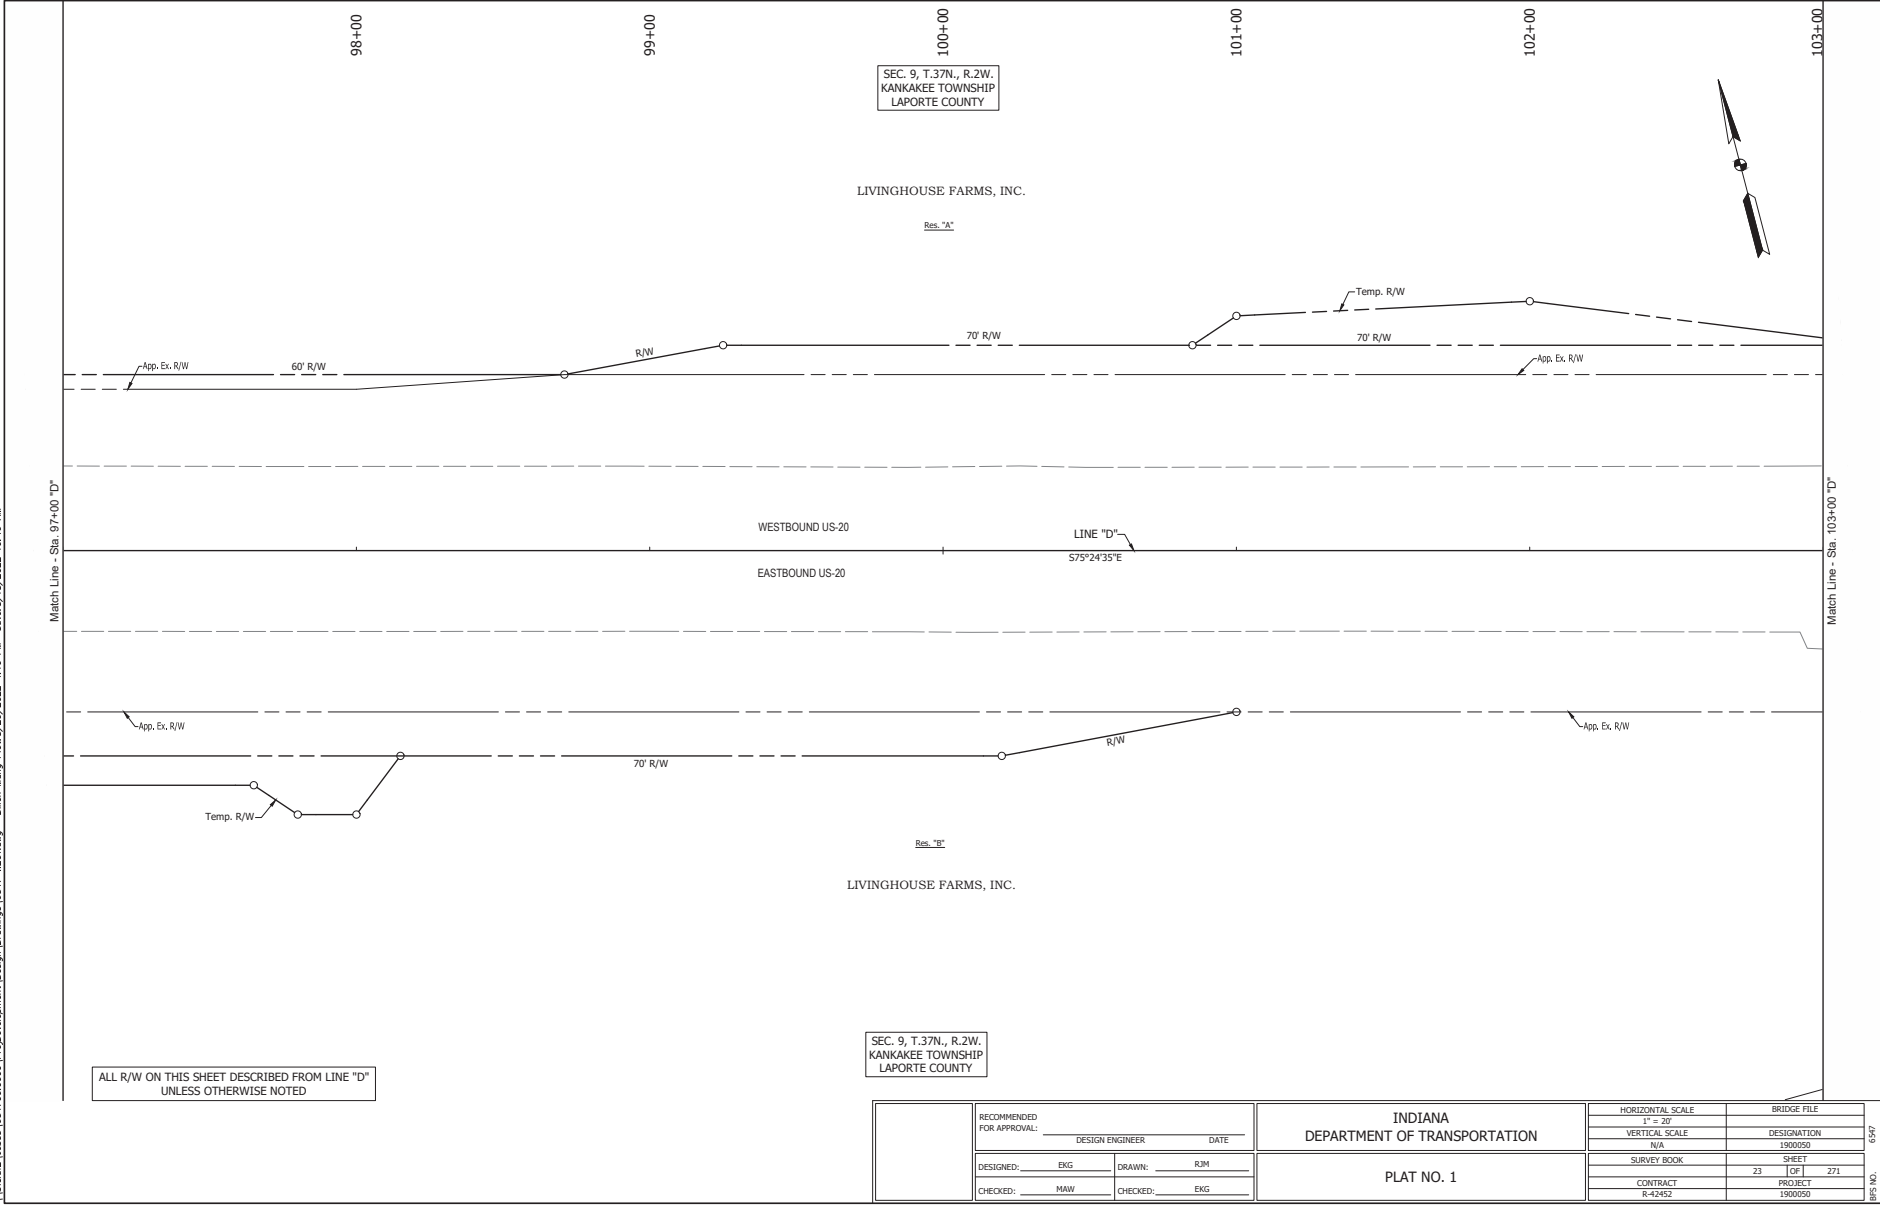 98+00
99+00
100+00
101+00
102+00
103+00
SEC. 9, T.37N., R.2W.
KANKAKEE TOWNSHIP
LAPORTE COUNTY
LIVINGHOUSE FARMS, INC.
Res. "A"
Temp. R/W
70' R/W
70' R/W
R/W
App. Ex. R/W
60' R/W
App. Ex. R/W
Match Line - Sta. 97+00 "D"
Match Line - Sta. 103+00 "D"
WESTBOUND US-20
LINE "D"
S75°24'35"E
EASTBOUND US-20
App. Ex. R/W
App. Ex. R/W
R/W
70' R/W
Temp. R/W
Res. "B"
LIVINGHOUSE FARMS, INC.
SEC. 9, T.37N., R.2W.
KANKAKEE TOWNSHIP
LAPORTE COUNTY
ALL R/W ON THIS SHEET DESCRIBED FROM LINE "D"
UNLESS OTHERWISE NOTED
RECOMMENDED
FOR APPROVAL:
DESIGN ENGINEER DATE
DESIGNED: EKG DRAWN: RJM
CHECKED: MAW CHECKED: EKG
INDIANA
DEPARTMENT OF TRANSPORTATION
PLAT NO. 1
HORIZONTAL SCALE BRIDGE FILE
1" = 20'
VERTICAL SCALE DESIGNATION
N/A 1900050
SURVEY BOOK SHEET
23 OF 271
CONTRACT PROJECT
R-42452 1900050
BFS NO. 6547